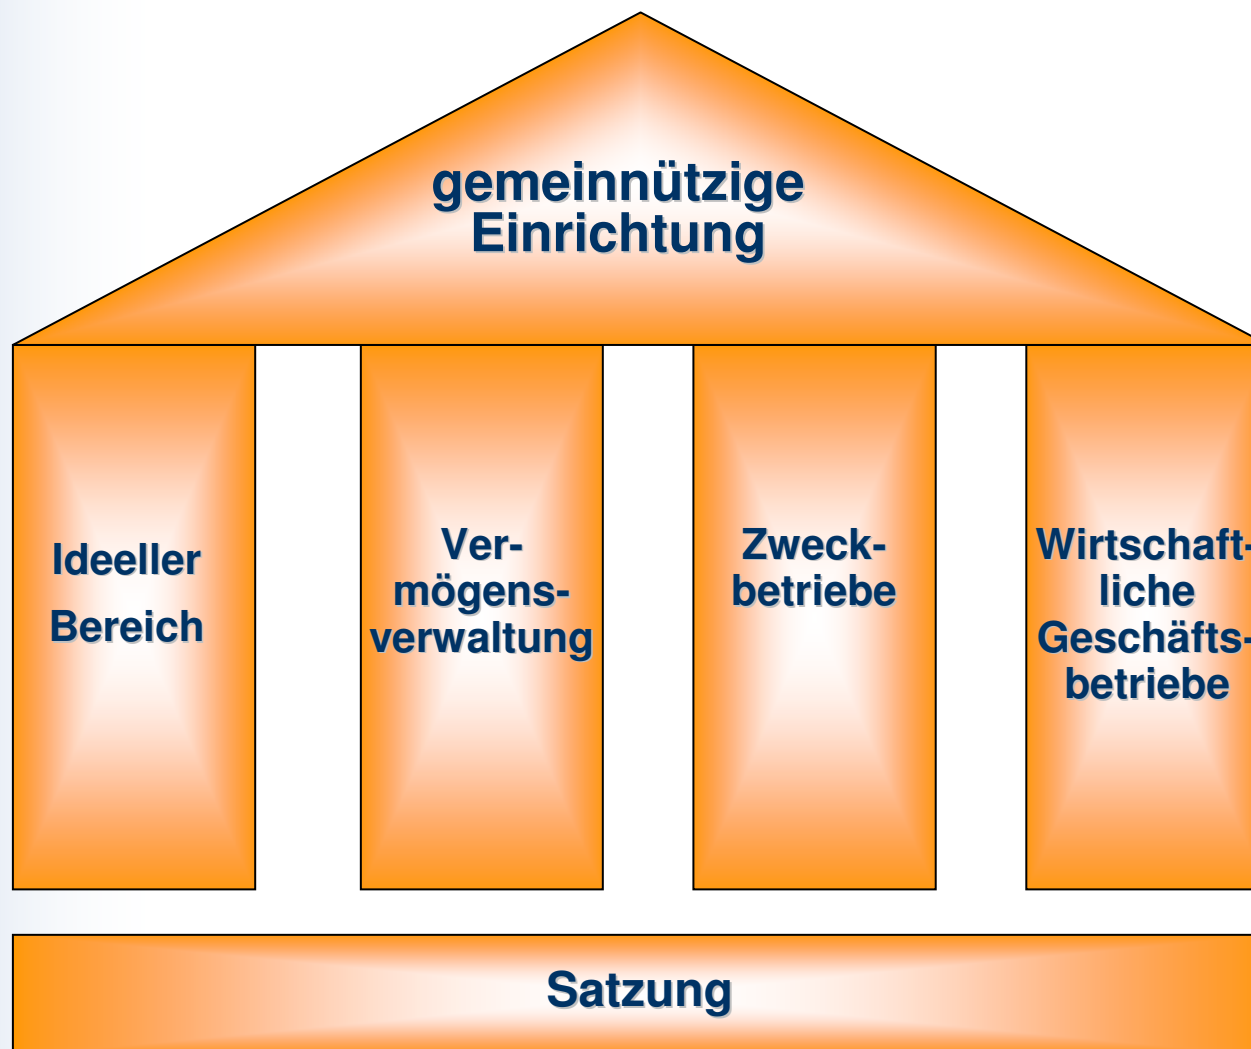 gemeinnützige
Einrichtung
Ideeller
Bereich
Ver-
mögens-
verwaltung
Zweck-
betriebe
Wirtschaft-
liche
Geschäfts-
betriebe
Satzung